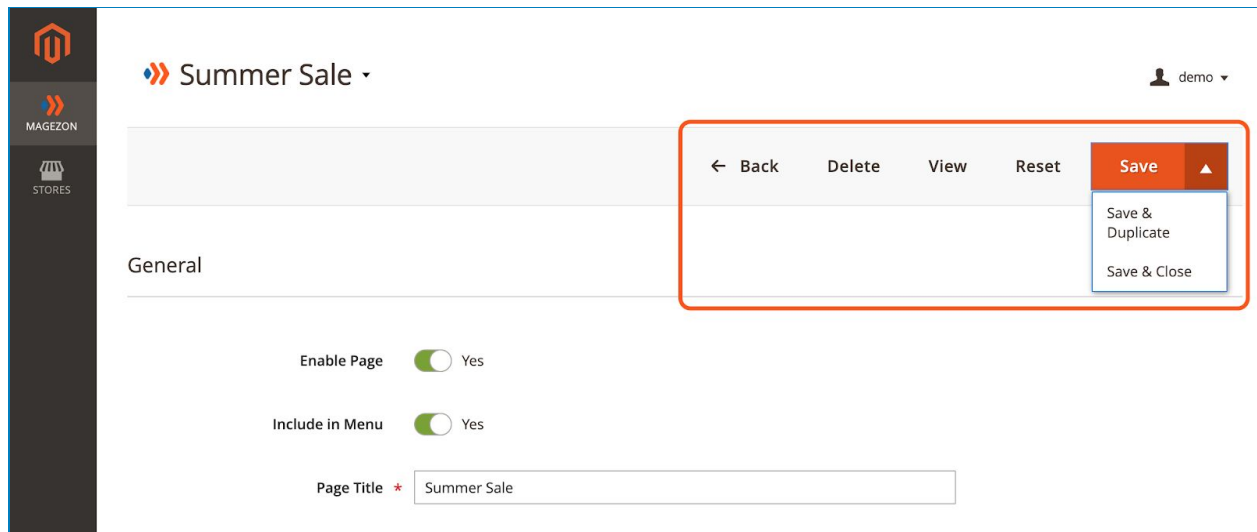 Summer Sale
demo
MAGEZON
STORES
← Back Delete View Reset Save
Save &
Duplicate
Save & Close
General
Enable Page Yes
Include in Menu Yes
Page Title * Summer Sale